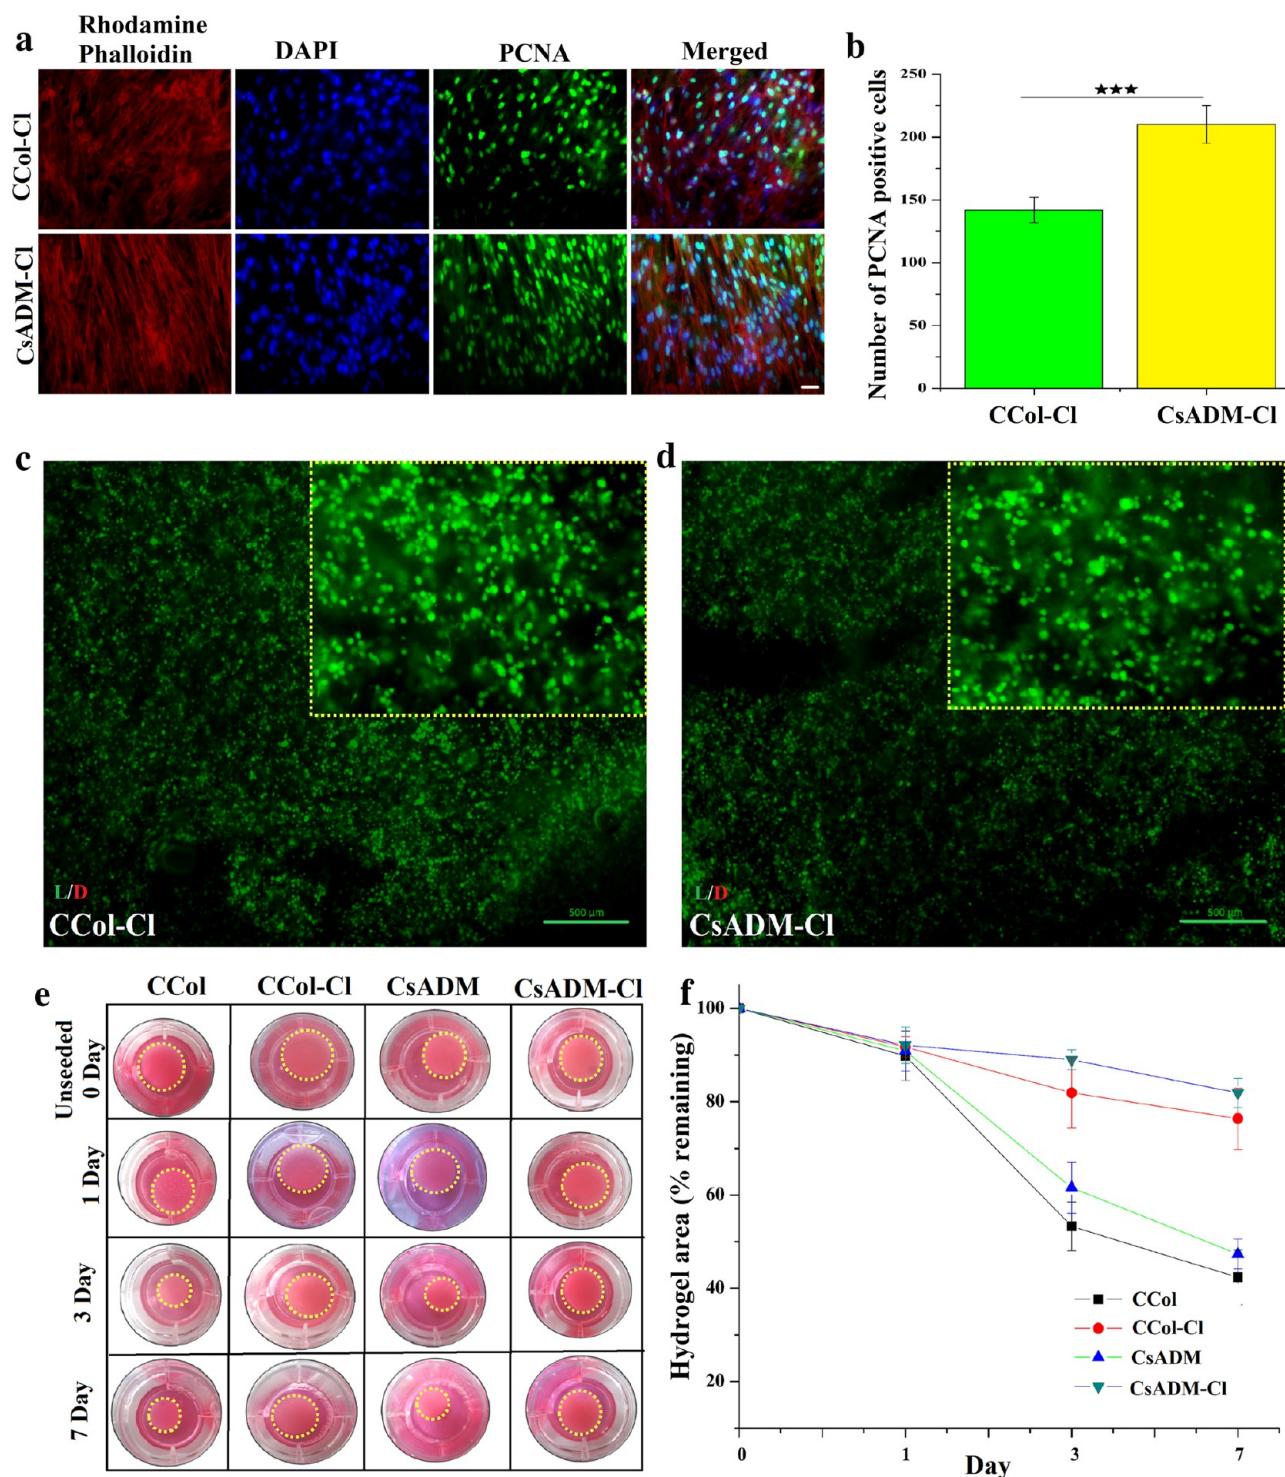 a
Rhodamine
Phalloidin
DAPI
PCNA
Merged
CCol-Cl
CsADM-Cl
b
Number of PCNA positive cells
250
200
150
100
50
0
★★★
CCol-Cl
CsADM-Cl
c
L/D
CCol-Cl
500 µm
d
L/D
CsADM-Cl
500 µm
e
CCol
CCol-Cl
CsADM
CsADM-Cl
Unseeded
0 Day
1 Day
3 Day
7 Day
f
Hydrogel area (% remaining)
100
80
60
40
20
CCol
CCol-Cl
CsADM
CsADM-Cl
0
1
3
7
Day